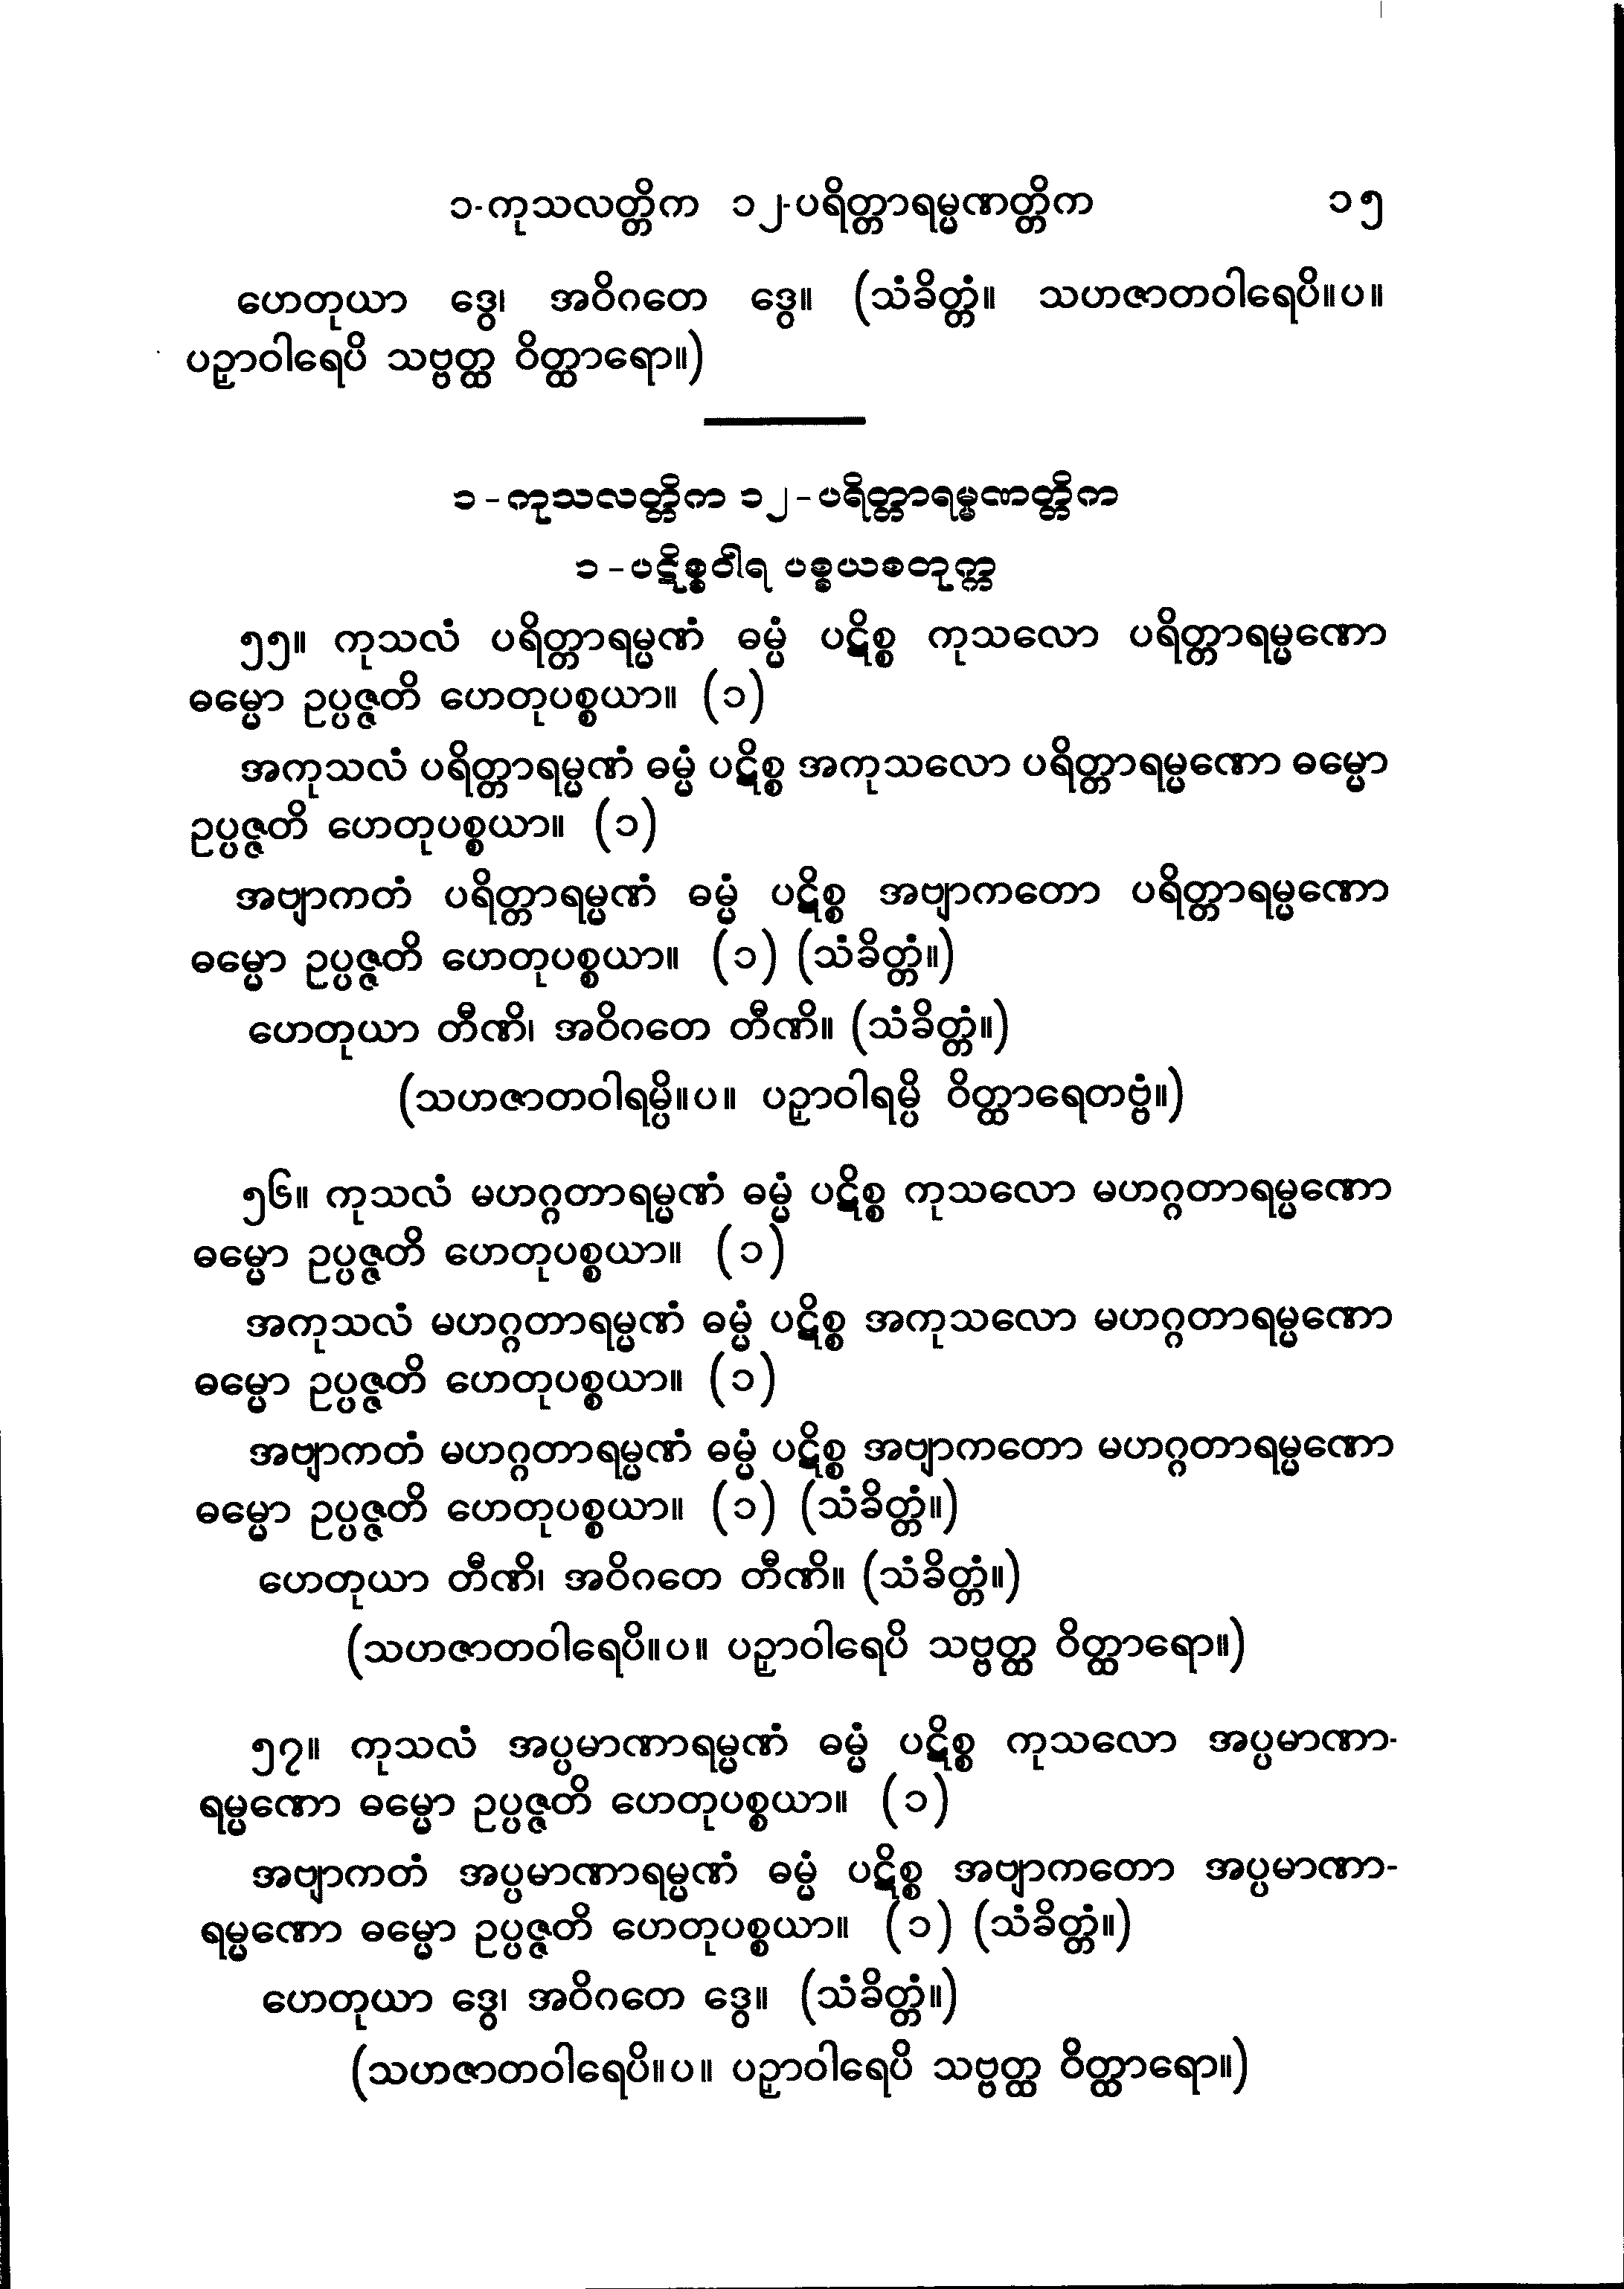 ၁-ကုသလတ္တိက ၁၂-ပရိတ္တာရမ္မဏတ္တိက ၁၅
ဟေတုယာ ဒွေ၊ အဝိဂတေ ဒွေ။ (သံခိတ္တံ။ သဟဇာတဝါရေပိ။ပ။
ပဉှာဝါရေပိ သဗ္ဗတ္ထ ဝိတ္ထာရော။)
၁-ကုသလတ္တိက ၁၂-ပရိတ္တာရမ္မဏတ္တိက
၁-ပဋိစ္စဝါရ ပစ္စယစတုက္က
၅၅။ ကုသလံ ပရိတ္တာရမ္မဏံ ဓမ္မံ ပဋိစ္စ ကုသလော ပရိတ္တာရမ္မဏော
ဓမ္မော ဥပ္ပဇ္ဇတိ ဟေတုပစ္စယာ။ (၁)
အကုသလံ ပရိတ္တာရမ္မဏံ ဓမ္မံ ပဋိစ္စ အကုသလော ပရိတ္တာရမ္မဏော ဓမ္မော
ဥပ္ပဇ္ဇတိ ဟေတုပစ္စယာ။ (၁)
အဗျာကတံ ပရိတ္တာရမ္မဏံ ဓမ္မံ ပဋိစ္စ အဗျာကတော ပရိတ္တာရမ္မဏော
ဓမ္မော ဥပ္ပဇ္ဇတိ ဟေတုပစ္စယာ။ (၁) (သံခိတ္တံ။)
ဟေတုယာ တီဏိ၊ အဝိဂတေ တီဏိ။ (သံခိတ္တံ။)
(သဟဇာတဝါရမ္ပိ။ပ။ ပဉှာဝါရမ္ပိ ဝိတ္ထာရေတဗ္ဗံ။)
၅၆။ ကုသလံ မဟဂ္ဂတာရမ္မဏံ ဓမ္မံ ပဋိစ္စ ကုသလော မဟဂ္ဂတာရမ္မဏော
ဓမ္မော ဥပ္ပဇ္ဇတိ ဟေတုပစ္စယာ။ (၁)
အကုသလံ မဟဂ္ဂတာရမ္မဏံ ဓမ္မံ ပဋိစ္စ အကုသလော မဟဂ္ဂတာရမ္မဏော
ဓမ္မော ဥပ္ပဇ္ဇတိ ဟေတုပစ္စယာ။ (၁)
အဗျာကတံ မဟဂ္ဂတာရမ္မဏံ ဓမ္မံ ပဋိစ္စ အဗျာကတော မဟဂ္ဂတာရမ္မဏော
ဓမ္မော ဥပ္ပဇ္ဇတိ ဟေတုပစ္စယာ။ (၁) (သံခိတ္တံ။)
ဟေတုယာ တီဏိ၊ အဝိဂတေ တီဏိ။ (သံခိတ္တံ။)
(သဟဇာတဝါရေပိ။ပ။ ပဉှာဝါရေပိ သဗ္ဗတ္ထ ဝိတ္ထာရော။)
၅၇။ ကုသလံ အပ္ပမာဏာရမ္မဏံ ဓမ္မံ ပဋိစ္စ ကုသလော အပ္ပမာဏာ-
ရမ္မဏော ဓမ္မော ဥပ္ပဇ္ဇတိ ဟေတုပစ္စယာ။ (၁)
အဗျာကတံ အပ္ပမာဏာရမ္မဏံ ဓမ္မံ ပဋိစ္စ အဗျာကတော အပ္ပမာဏာ-
ရမ္မဏော ဓမ္မော ဥပ္ပဇ္ဇတိ ဟေတုပစ္စယာ။ (၁) (သံခိတ္တံ။)
ဟေတုယာ ဒွေ၊ အဝိဂတေ ဒွေ။ (သံခိတ္တံ။)
(သဟဇာတဝါရေပိ။ပ။ ပဉှာဝါရေပိ သဗ္ဗတ္ထ ဝိတ္ထာရော။)